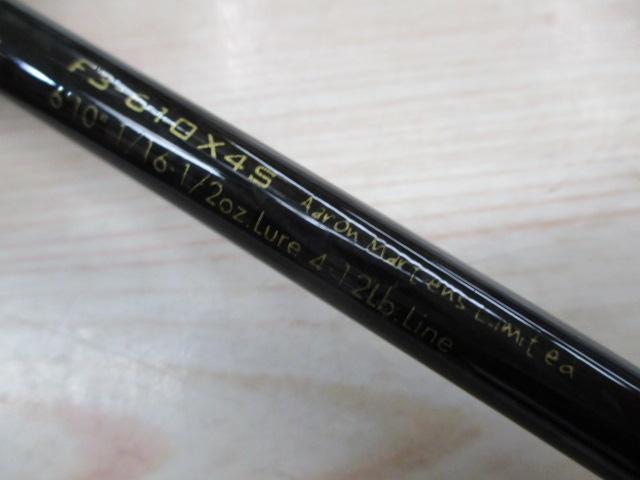 F3-610X4S Aaron Martens Limited
6'10" 1/16-1/2oz.Lure 4-12Lb.Line